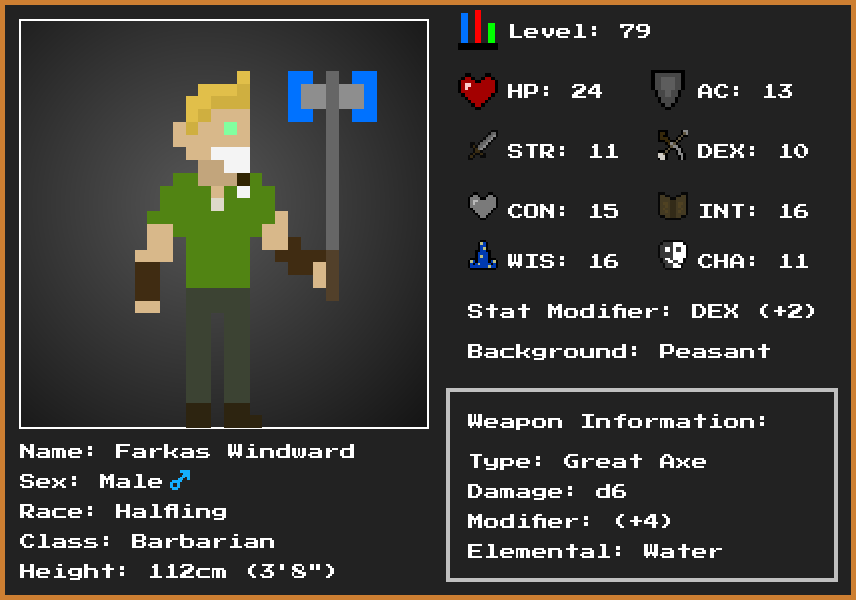 Level: 79
HP: 24 AC: 13
STR: 11 DEX: 10
CON: 15 INT: 16
WIS: 16 CHA: 11
Stat Modifier: DEX (+2)
Background: Peasant
Weapon Information:
Type: Great Axe
Damage: d6
Modifier: (+4)
Elemental: Water
Name: Farkas Windward
Sex: Male♂
Race: Halfling
Class: Barbarian
Height: 112cm (3'8")